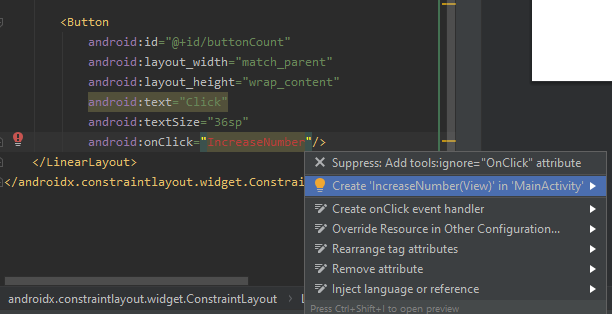 <Button
android:id="@+id/buttonCount"
android:layout_width="match_parent"
android:layout_height="wrap_content"
android:text="Click"
android:textSize="36sp"
android:onClick="IncreaseNumber"/>
</LinearLayout>
</androidx.constraintlayout.widget.Constrai
Suppress: Add tools:ignore="OnClick" attribute
Create 'IncreaseNumber(View)' in 'MainActivity'
Create onClick event handler
Override Resource in Other Configuration...
Rearrange tag attributes
Remove attribute
Inject language or reference
androidx.constraintlayout.widget.ConstraintLayout
Press Ctrl+Shift+I to open preview